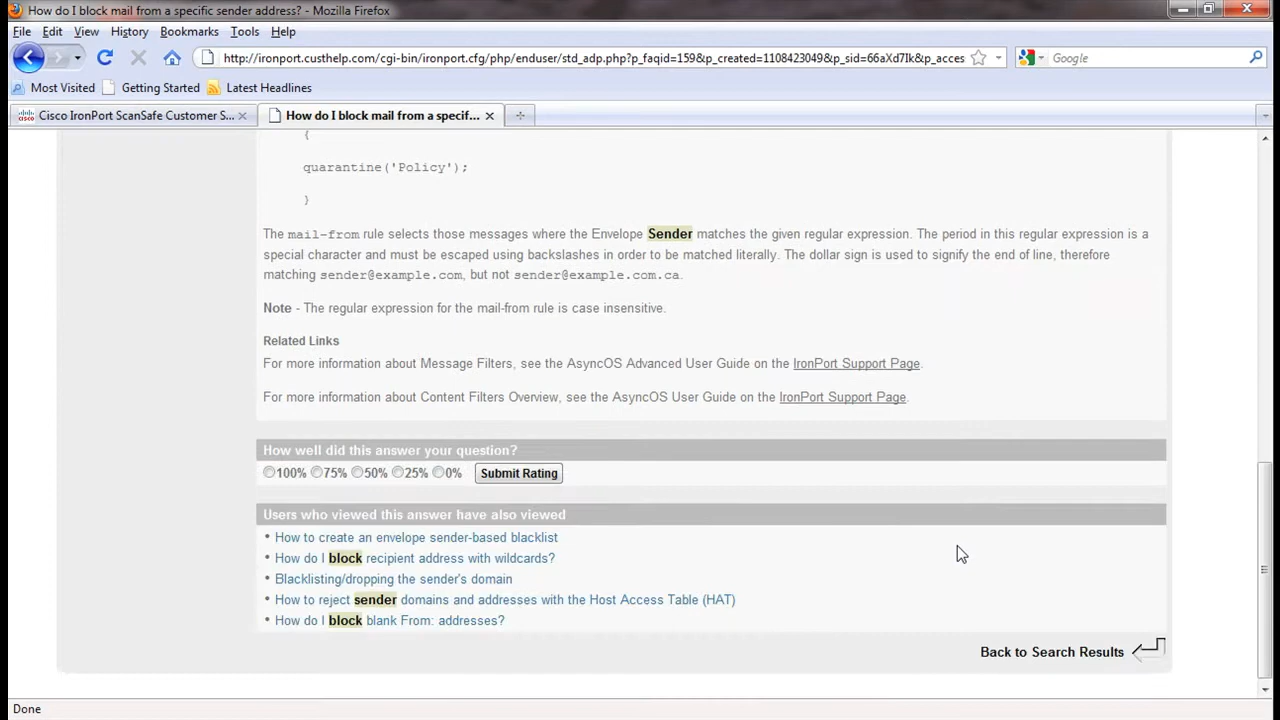 How do I block mail from a specific sender address? - Mozilla Firefox
File Edit View History Bookmarks Tools Help
http://ironport.custhelp.com/cgi-bin/ironport.cfg/php/enduser/std_adp.php?p_faqid=159&p_created=1108423049&p_sid=66aXd7Ik&p_acces
Google
Most Visited Getting Started Latest Headlines
Cisco IronPort ScanSafe Customer S...
How do I block mail from a specif...
{
quarantine('Policy');
}
The mail-from rule selects those messages where the Envelope Sender matches the given regular expression. The period in this regular expression is a
special character and must be escaped using backslashes in order to be matched literally. The dollar sign is used to signify the end of line, therefore
matching sender@example.com, but not sender@example.com.ca.
Note - The regular expression for the mail-from rule is case insensitive.
Related Links
For more information about Message Filters, see the AsyncOS Advanced User Guide on the IronPort Support Page.
For more information about Content Filters Overview, see the AsyncOS User Guide on the IronPort Support Page.
How well did this answer your question?
100% 75% 50% 25% 0% Submit Rating
Users who viewed this answer have also viewed
• How to create an envelope sender-based blacklist
• How do I block recipient address with wildcards?
• Blacklisting/dropping the sender's domain
• How to reject sender domains and addresses with the Host Access Table (HAT)
• How do I block blank From: addresses?
Back to Search Results
Done